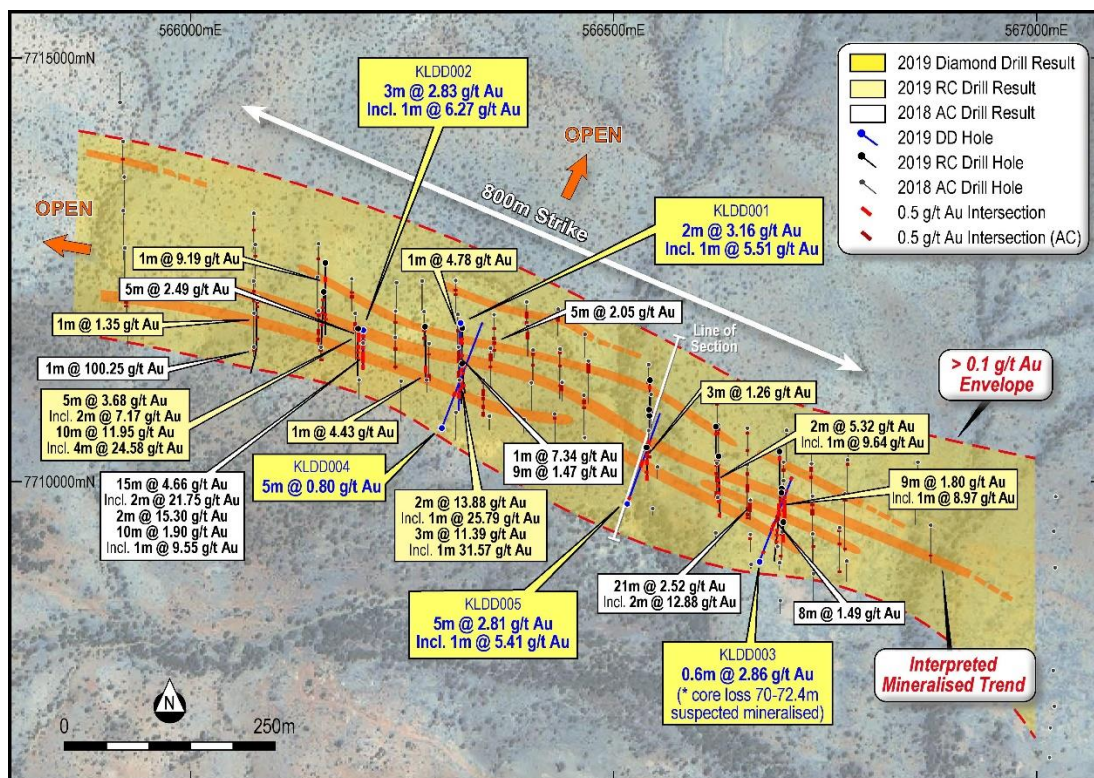 566000mE
566500mE
567000mE
7715000mN
7710000mN
2019 Diamond Drill Result
2019 RC Drill Result
2018 AC Drill Result
2019 DD Hole
2019 RC Drill Hole
2018 AC Drill Hole
0.5 g/t Au Intersection
0.5 g/t Au Intersection (AC)
KLDD002
3m @ 2.83 g/t Au
Incl. 1m @ 6.27 g/t Au
OPEN
OPEN
800m Strike
KLDD001
2m @ 3.16 g/t Au
Incl. 1m @ 5.51 g/t Au
1m @ 9.19 g/t Au
1m @ 4.78 g/t Au
5m @ 2.49 g/t Au
5m @ 2.05 g/t Au
1m @ 1.35 g/t Au
Line of
Section
1m @ 100.25 g/t Au
> 0.1 g/t Au
Envelope
5m @ 3.68 g/t Au
Incl. 2m @ 7.17 g/t Au
10m @ 11.95 g/t Au
Incl. 4m @ 24.58 g/t Au
3m @ 1.26 g/t Au
1m @ 4.43 g/t Au
2m @ 5.32 g/t Au
Incl. 1m @ 9.64 g/t Au
1m @ 7.34 g/t Au
9m @ 1.47 g/t Au
KLDD004
5m @ 0.80 g/t Au
15m @ 4.66 g/t Au
Incl. 2m @ 21.75 g/t Au
2m @ 15.30 g/t Au
10m @ 1.90 g/t Au
Incl. 1m @ 9.55 g/t Au
9m @ 1.80 g/t Au
Incl. 1m @ 8.97 g/t Au
2m @ 13.88 g/t Au
Incl. 1m @ 25.79 g/t Au
3m @ 11.39 g/t Au
Incl. 1m 31.57 g/t Au
21m @ 2.52 g/t Au
Incl. 2m @ 12.88 g/t Au
8m @ 1.49 g/t Au
KLDD005
5m @ 2.81 g/t Au
Incl. 1m @ 5.41 g/t Au
KLDD003
0.6m @ 2.86 g/t Au
(* core loss 70-72.4m
suspected mineralised)
Interpreted
Mineralised Trend
N
0
250m